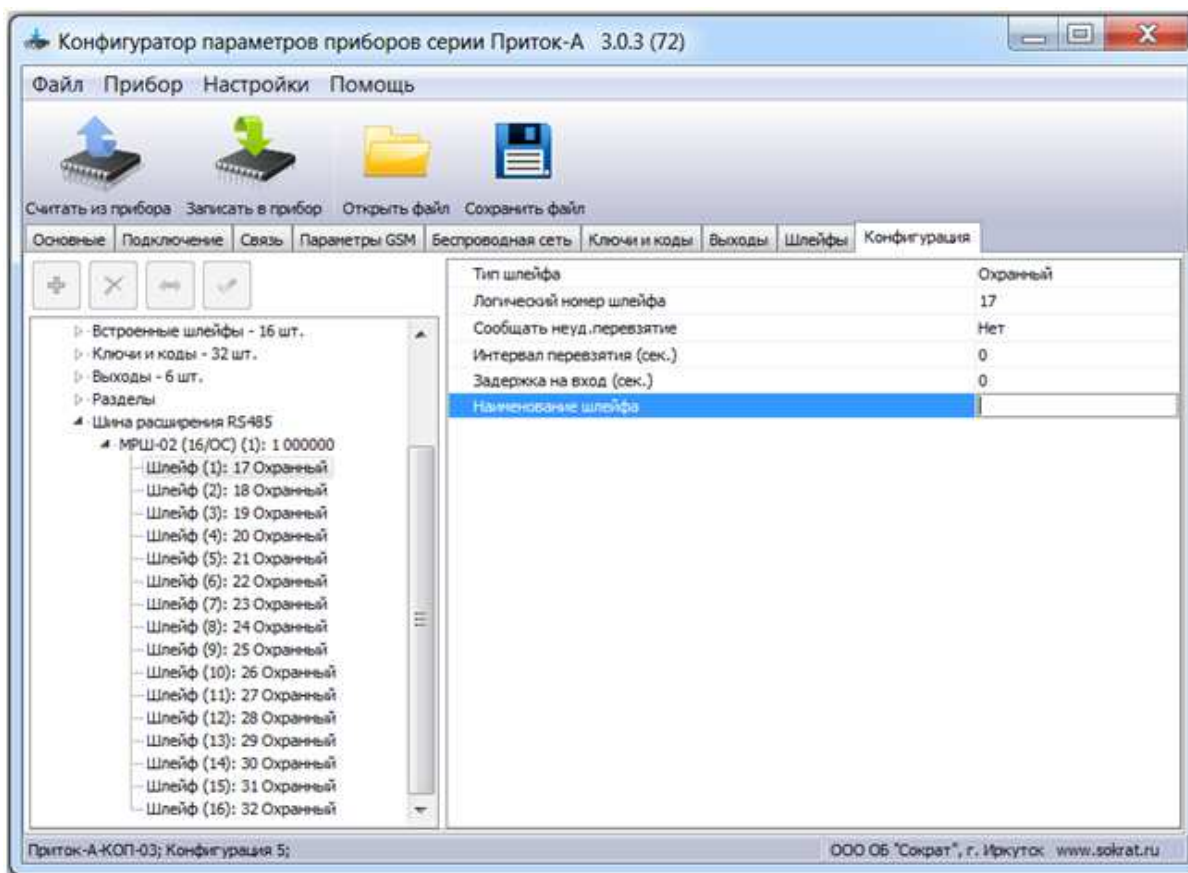 Конфигуратор параметров приборов серии Приток-А 3.0.3 (72)
Файл Прибор Настройки Помощь
Считать из прибора Записать в прибор Открыть файл Сохранить файл
Основные Подключение Связь Параметры GSM Беспроводная сеть Ключи и коды Выходы Шлейфы Конфигурация
Встроенные шлейфы - 16 шт.
Ключи и коды - 32 шт.
Выходы - 6 шт.
Разделы
Шина расширения RS485
МРШ-02 (16/ОС) (1): 1 000000
Шлейф (1): 17 Охранный
Шлейф (2): 18 Охранный
Шлейф (3): 19 Охранный
Шлейф (4): 20 Охранный
Шлейф (5): 21 Охранный
Шлейф (6): 22 Охранный
Шлейф (7): 23 Охранный
Шлейф (8): 24 Охранный
Шлейф (9): 25 Охранный
Шлейф (10): 26 Охранный
Шлейф (11): 27 Охранный
Шлейф (12): 28 Охранный
Шлейф (13): 29 Охранный
Шлейф (14): 30 Охранный
Шлейф (15): 31 Охранный
Шлейф (16): 32 Охранный
Тип шлейфа Охранный
Логический номер шлейфа 17
Сообщать неуд.перевзятие Нет
Интервал перевзятия (сек.) 0
Задержка на вход (сек.) 0
Наименование шлейфа
Приток-А-КОП-03; Конфигурация 5;
ООО ОБ "Сократ", г. Иркутск www.sokrat.ru